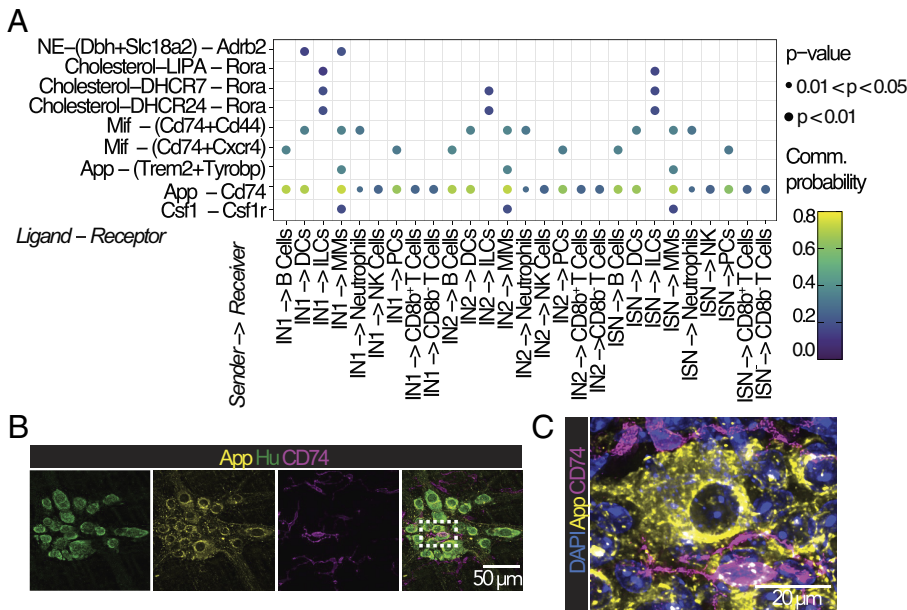 A
NE–(Dbh+Slc18a2) – Adrb2
Cholesterol–LIPA – Rora
Cholesterol–DHCR7 – Rora
Cholesterol–DHCR24 – Rora
Mif – (Cd74+Cd44)
Mif – (Cd74+Cxcr4)
App – (Trem2+Tyrobp)
App – Cd74
Csf1 – Csf1r
Ligand – Receptor
Sender –> Receiver
IN1 –> B Cells
IN1 –> DCs
IN1 –> ILCs
IN1 –> MMs
IN1 –> Neutrophils
IN1 –> NK Cells
IN1 –> PCs
IN1 –> CD8b⁺T Cells
IN1 –> CD8b⁻T Cells
IN2 –> B Cells
IN2 –> DCs
IN2 –> ILCs
IN2 –> MMs
IN2 –> Neutrophils
IN2 –> NK Cells
IN2 –> PCs
IN2 –> CD8b⁺T Cells
IN2 –> CD8b⁻T Cells
ISN –> B Cells
ISN –> DCs
ISN –> ILCs
ISN –> MMs
ISN –> Neutrophils
ISN –> NK
ISN –> PCs
ISN –> CD8b⁺T Cells
ISN –> CD8b⁻T Cells
p-value
0.01 < p < 0.05
p < 0.01
Comm.
probability
0.8
0.6
0.4
0.2
0.0
B
App Hu CD74
50 µm
C
DAPI App CD74
20 µm